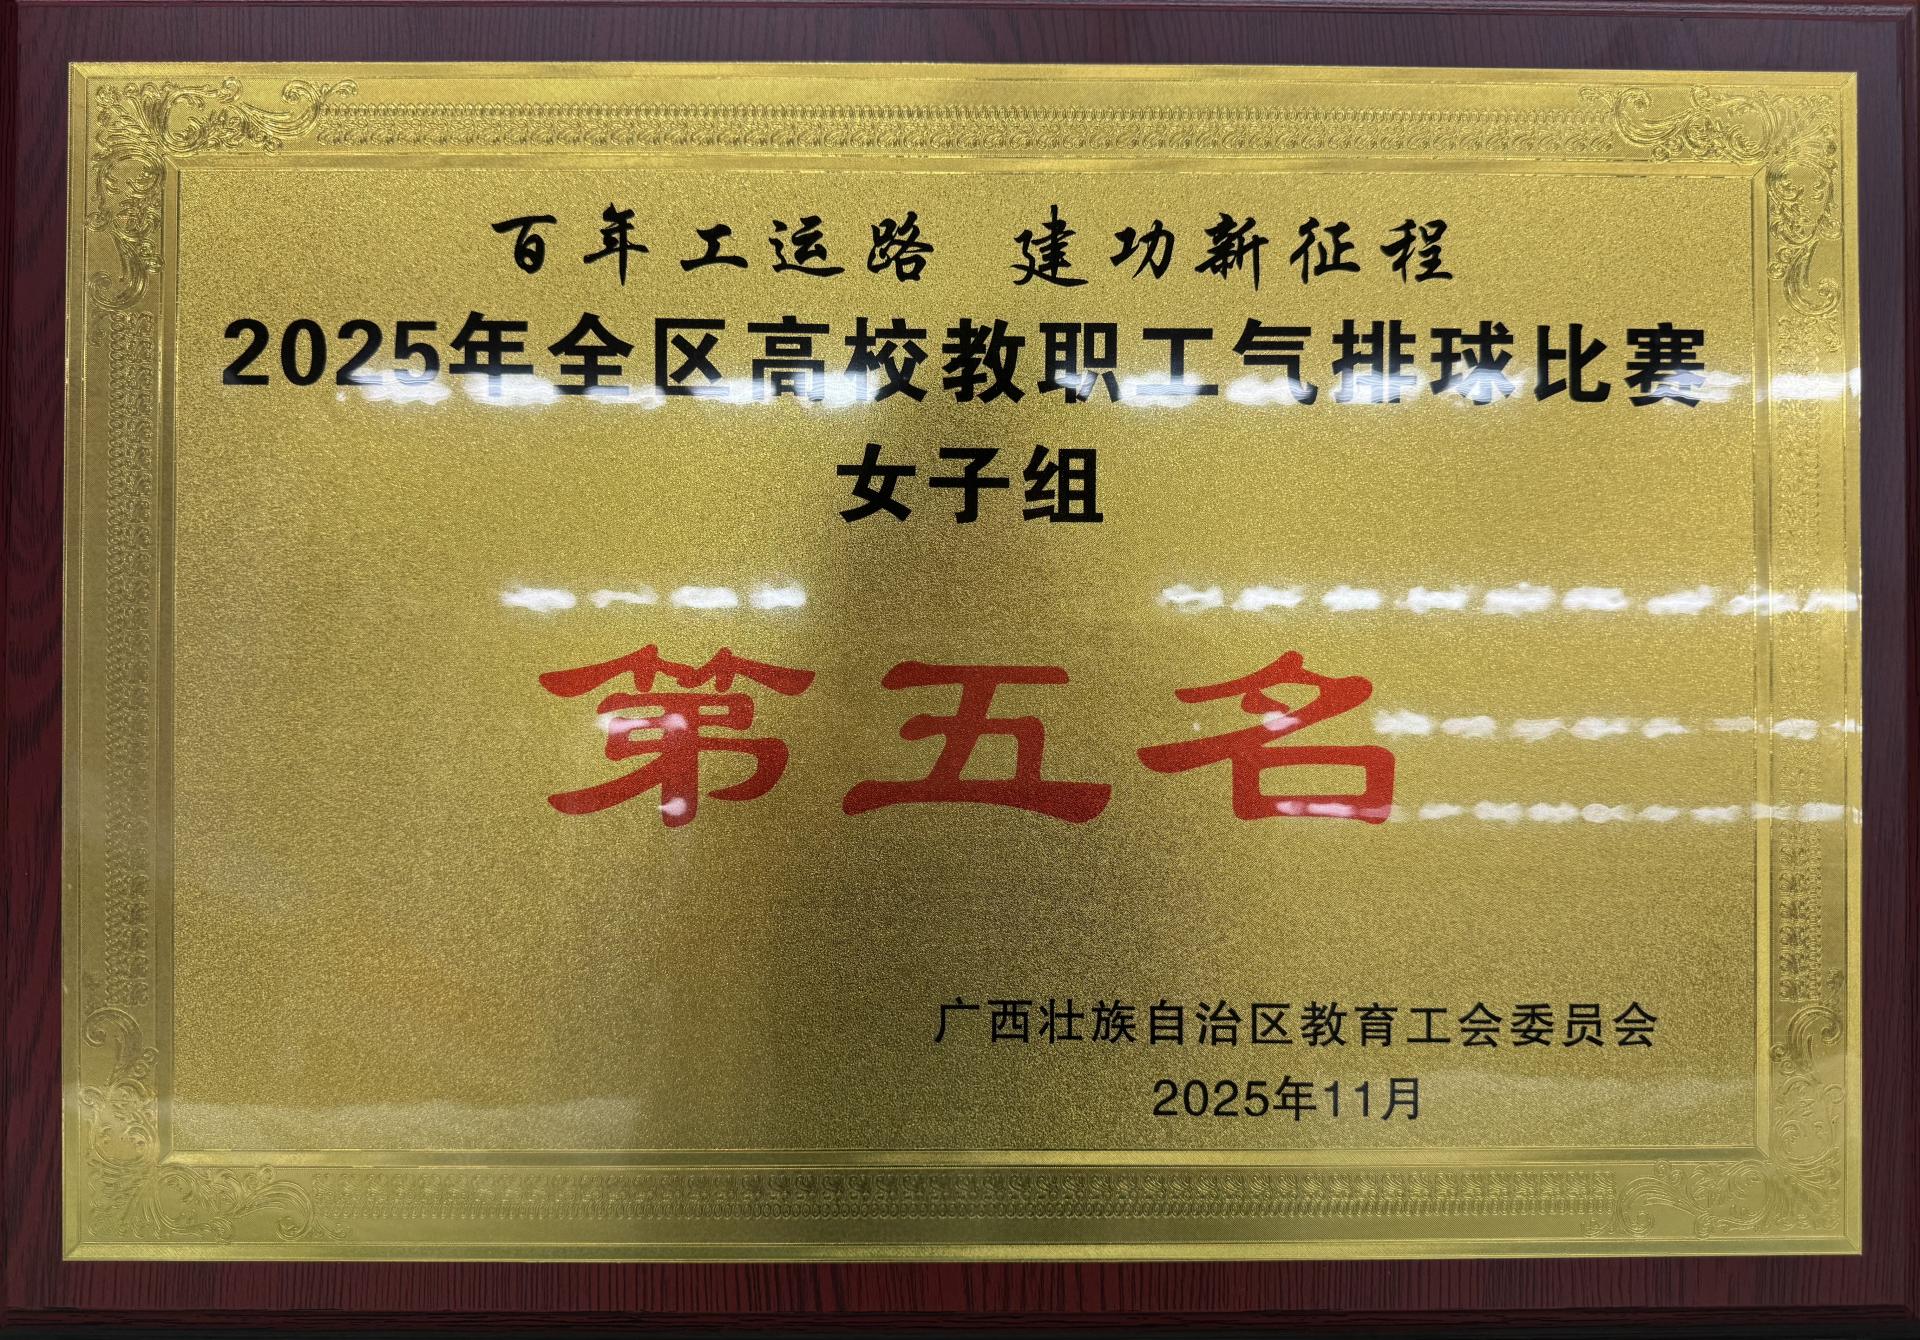 百年工运路 建功新征程
2025年全区高校教职工气排球比赛
女子组
第五名
广西壮族自治区教育工会委员会
2025年11月